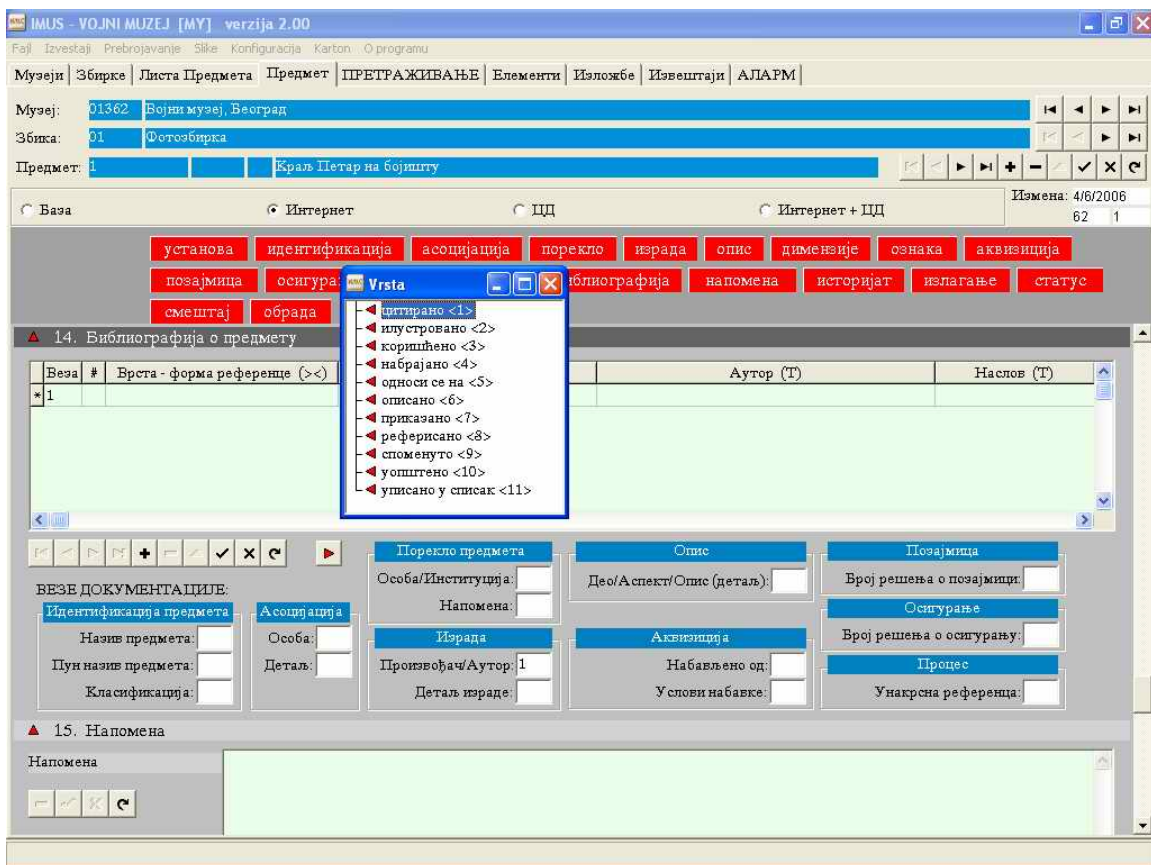 IMUS - VOJNI MUZEJ [MY] verzija 2.00
Fajl Izvestaji Prebrojavanje Slike Konfiguracija Karton O programu
Музеји Збирке Листа Предмета Предмет ПРЕТРАЖИВАЊЕ Елементи Изложбе Извештаји АЛАРМ
Музеј: 01362 Војни музеј, Београд
Збика: 01 Фотозбирка
Предмет: 1 Краљ Петар на бојишту
База Интернет ЦД Интернет + ЦД Измена: 4/6/2006
62 1
установа идентификација асоцијација порекло израда опис димензије ознака аквизиција
позајмица осигура блиографија напомена историјат излагање статус
смештај обрада
Vrsta
цитирано <1>
илустровано <2>
коришћено <3>
набрајано <4>
односи се на <5>
описано <6>
приказано <7>
реферисано <8>
споменуто <9>
уопштено <10>
уписано у списак <11>
14. Библиографија о предмету
Веза # Врста - форма референце (><) Аутор (Т) Наслов (Т)
* 1
ВЕЗЕ ДОКУМЕНТАЦИЈЕ:
Идентификација предмета
Назив предмета:
Пун назив предмета:
Класификација:
Асоцијација
Особа:
Детаљ:
Порекло предмета
Особа/Институција:
Напомена:
Израда
Произвођач/Аутор: 1
Детаљ израде:
Опис
Део/Аспект/Опис (детаљ):
Аквизиција
Набављено од:
Услови набавке:
Позајмица
Број решења о позајмици:
Осигурање
Број решења о осигурању:
Процес
Унакрсна референца:
15. Напомена
Напомена